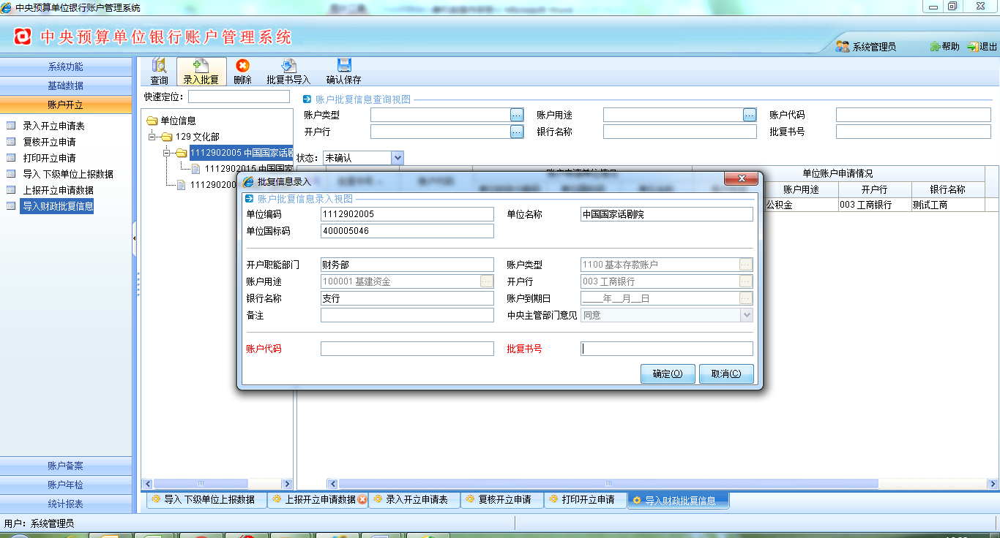 中央预算单位银行账户管理系统
中央预算单位银行账户管理系统
系统管理员 帮助 退出
系统功能
基础数据
账户开立
录入开立申请表
复核开立申请
打印开立申请
导入下级单位上报数据
上报开立申请数据
导入财政批复信息
账户备案
账户年检
统计报表
查询 录入批复 删除 批复书导入 确认保存
快速定位：
单位信息
129 文化部
1112902005 中国国家话剧
1112902015 中国国家
111290200
账户批复信息查询视图
账户类型 账户用途 账户代码
开户行 银行名称 批复书号
状态： 未确认
单位账户申请情况
账户用途 开户行 银行名称
公积金 003 工商银行 测试工商
批复信息录入
账户批复信息录入视图
单位编码 1112902005 单位名称 中国国家话剧院
单位国标码 400005046
开户职能部门 财务部 账户类型 1100 基本存款账户
账户用途 100001 基建资金 开户行 003 工商银行
银行名称 支行 账户到期日 _____年__月__日
备注 中央主管部门意见 同意
账户代码 批复书号
确定(O) 取消(C)
导入下级单位上报数据 上报开立申请数据 录入开立申请表 复核开立申请 打印开立申请 导入财政批复信息
用户：系统管理员